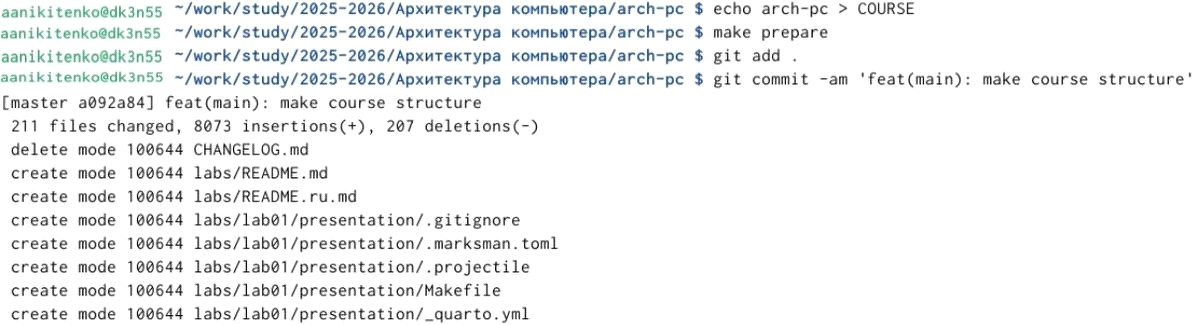 aanikitenko@dk3n55 ~/work/study/2025-2026/Архитектура компьютера/arch-pc $ echo arch-pc > COURSE
aanikitenko@dk3n55 ~/work/study/2025-2026/Архитектура компьютера/arch-pc $ make prepare
aanikitenko@dk3n55 ~/work/study/2025-2026/Архитектура компьютера/arch-pc $ git add .
aanikitenko@dk3n55 ~/work/study/2025-2026/Архитектура компьютера/arch-pc $ git commit -am 'feat(main): make course structure'
[master a092a84] feat(main): make course structure
211 files changed, 8073 insertions(+), 207 deletions(-)
delete mode 100644 CHANGELOG.md
create mode 100644 labs/README.md
create mode 100644 labs/README.ru.md
create mode 100644 labs/lab01/presentation/.gitignore
create mode 100644 labs/lab01/presentation/.marksman.toml
create mode 100644 labs/lab01/presentation/.projectile
create mode 100644 labs/lab01/presentation/Makefile
create mode 100644 labs/lab01/presentation/_quarto.yml